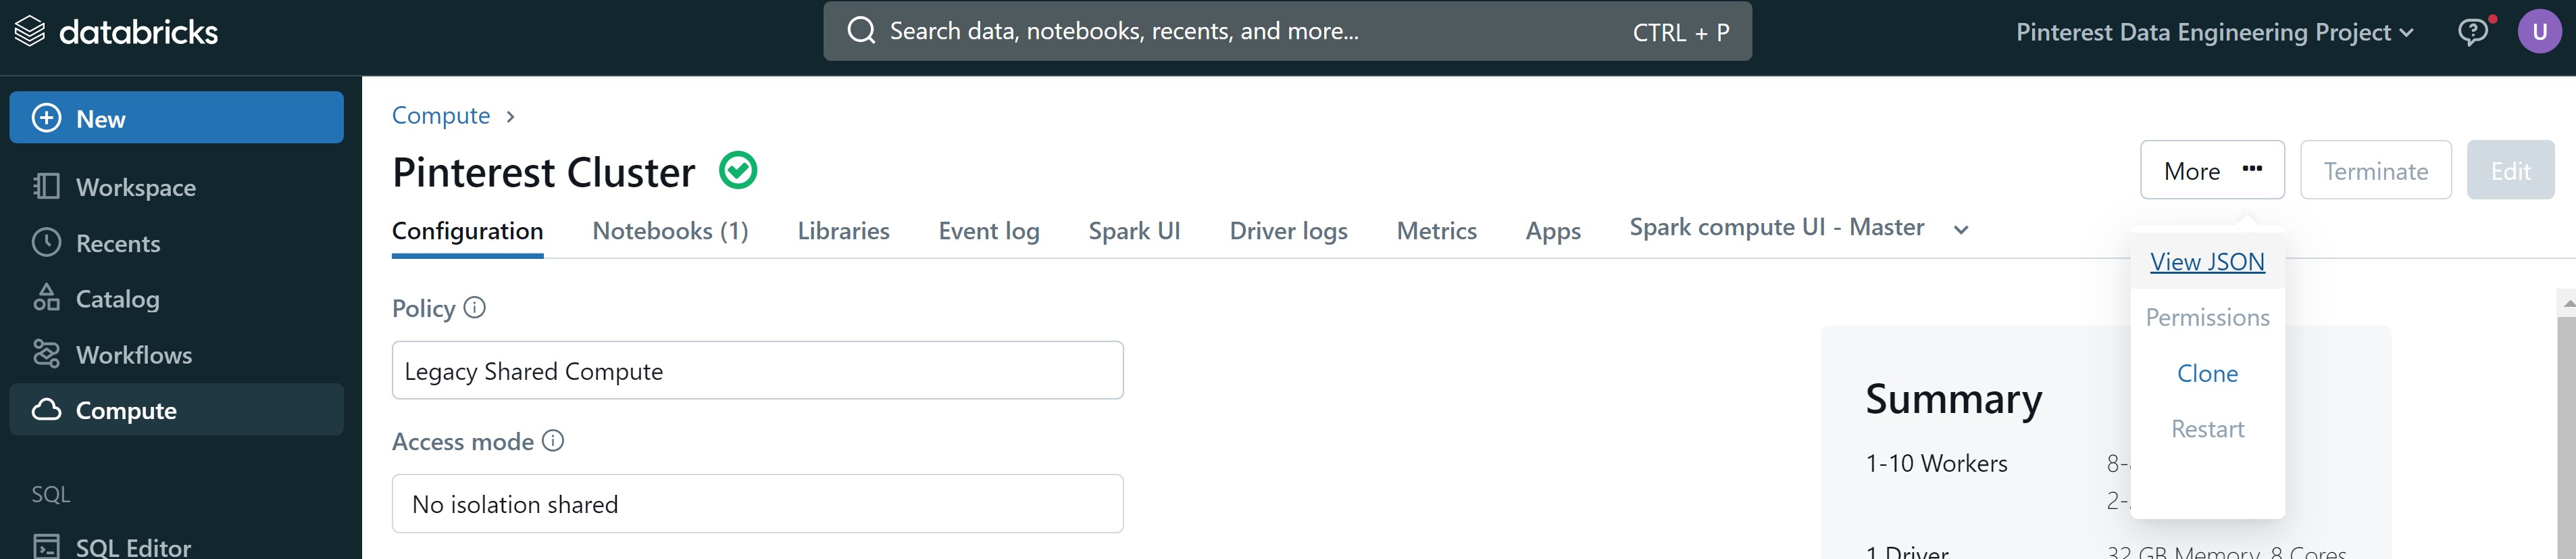 databricks
Search data, notebooks, recents, and more... CTRL + P
Pinterest Data Engineering Project
U
New
Workspace
Recents
Catalog
Workflows
Compute
SQL
SQL Editor
Compute >
Pinterest Cluster
More ...
Terminate
Edit
Configuration Notebooks (1) Libraries Event log Spark UI Driver logs Metrics Apps Spark compute UI - Master
View JSON
Permissions
Clone
Restart
Policy
Legacy Shared Compute
Access mode
No isolation shared
Summary
1-10 Workers 8-
2-
1 Driver 32 GB Memory, 8 Cores